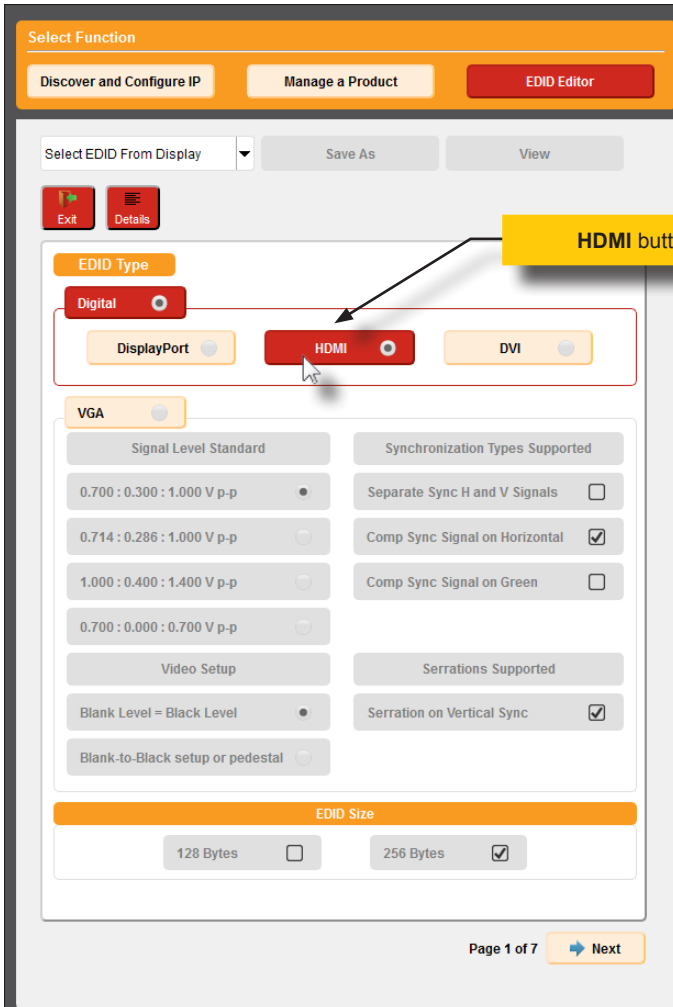 Select Function
Discover and Configure IP Manage a Product EDID Editor
Select EDID From Display Save As View
Exit Details
HDMI butt
EDID Type
Digital
DisplayPort HDMI DVI
VGA
Signal Level Standard Synchronization Types Supported
0.700 : 0.300 : 1.000 V p-p Separate Sync H and V Signals
0.714 : 0.286 : 1.000 V p-p Comp Sync Signal on Horizontal
1.000 : 0.400 : 1.400 V p-p Comp Sync Signal on Green
0.700 : 0.000 : 0.700 V p-p
Video Setup Serrations Supported
Blank Level = Black Level Serration on Vertical Sync
Blank-to-Black setup or pedestal
EDID Size
128 Bytes 256 Bytes
Page 1 of 7 Next